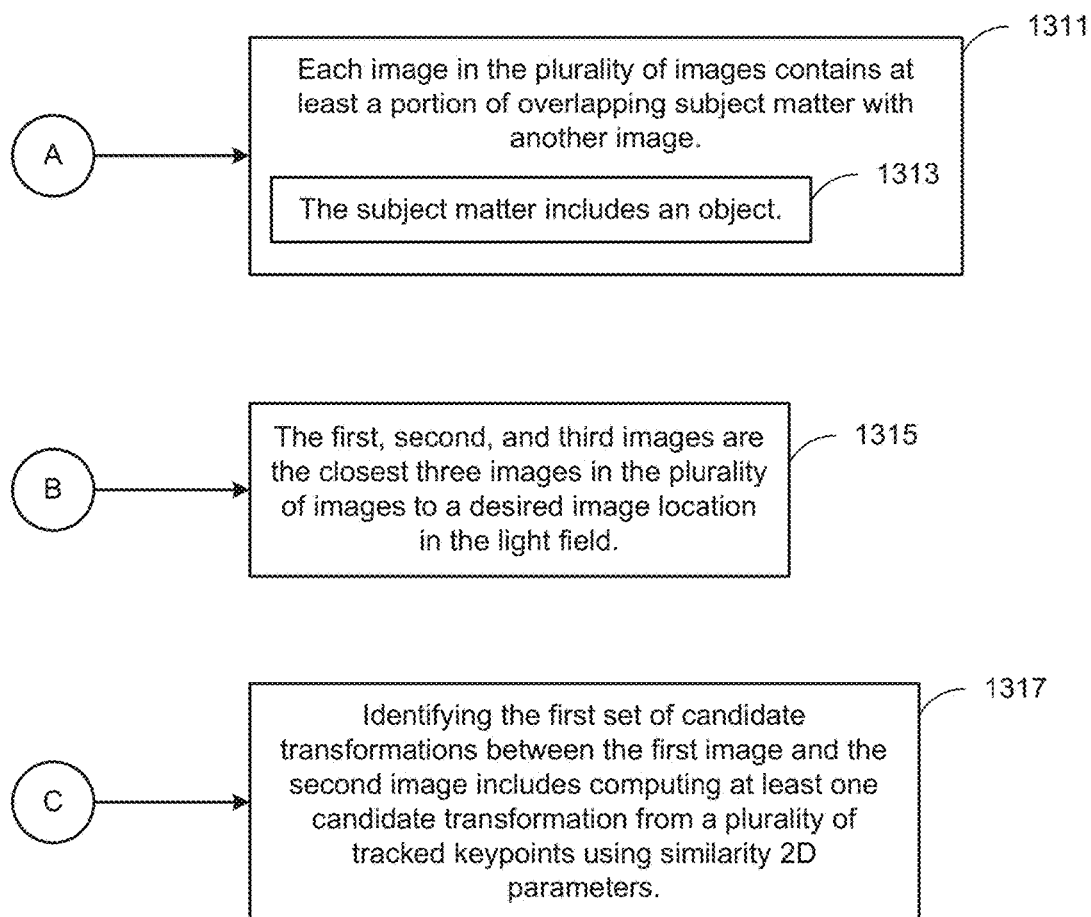 1311
Each image in the plurality of images contains at
least a portion of overlapping subject matter with
another image.
A
1313
The subject matter includes an object.
The first, second, and third images are
the closest three images in the plurality
of images to a desired image location
in the light field.
1315
B
1317
Identifying the first set of candidate
transformations between the first image and the
second image includes computing at least one
candidate transformation from a plurality of
tracked keypoints using similarity 2D
parameters.
C